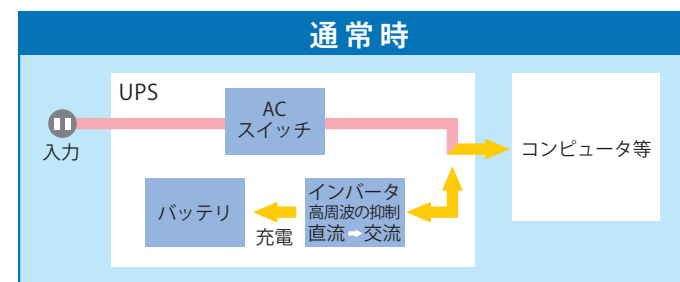 通常時
UPS
AC
スイッチ
入力
コンピュータ等
バッテリ
充電
インバータ
高周波の抑制
直流➡交流